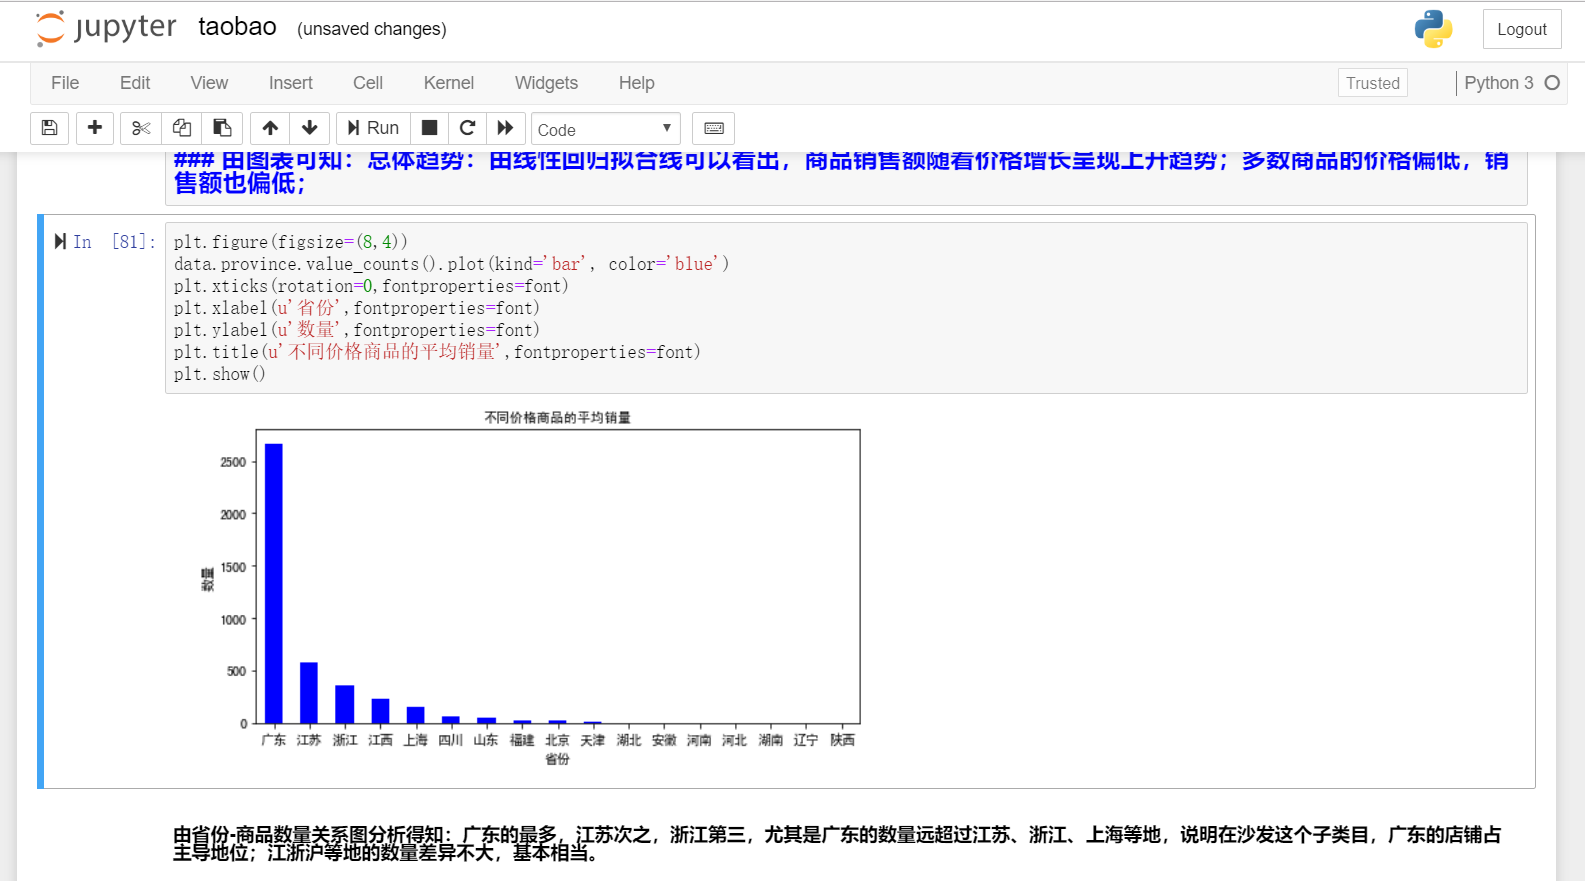 jupyter taobao (unsaved changes) Logout
File Edit View Insert Cell Kernel Widgets Help Trusted Python 3
Run Code
### 由图表可知：总体趋势：由线性回归拟合线可以看出，商品销售额随着价格增长呈现上升趋势；多数商品的价格偏低，销
售额也偏低；
In [81]:
plt.figure(figsize=(8,4))
data.province.value_counts().plot(kind='bar', color='blue')
plt.xticks(rotation=0,fontproperties=font)
plt.xlabel(u'省份',fontproperties=font)
plt.ylabel(u'数量',fontproperties=font)
plt.title(u'不同价格商品的平均销量',fontproperties=font)
plt.show()
不同价格商品的平均销量
2500
2000
1500
1000
500
0
数量
广东 江苏 浙江 江西 上海 四川 山东 福建 北京 天津 湖北 安徽 河南 河北 湖南 辽宁 陕西
省份
由省份-商品数量关系图分析得知：广东的最多，江苏次之，浙江第三，尤其是广东的数量远超过江苏、浙江、上海等地，说明在沙发这个子类目，广东的店铺占
主导地位；江浙沪等地的数量差异不大，基本相当。